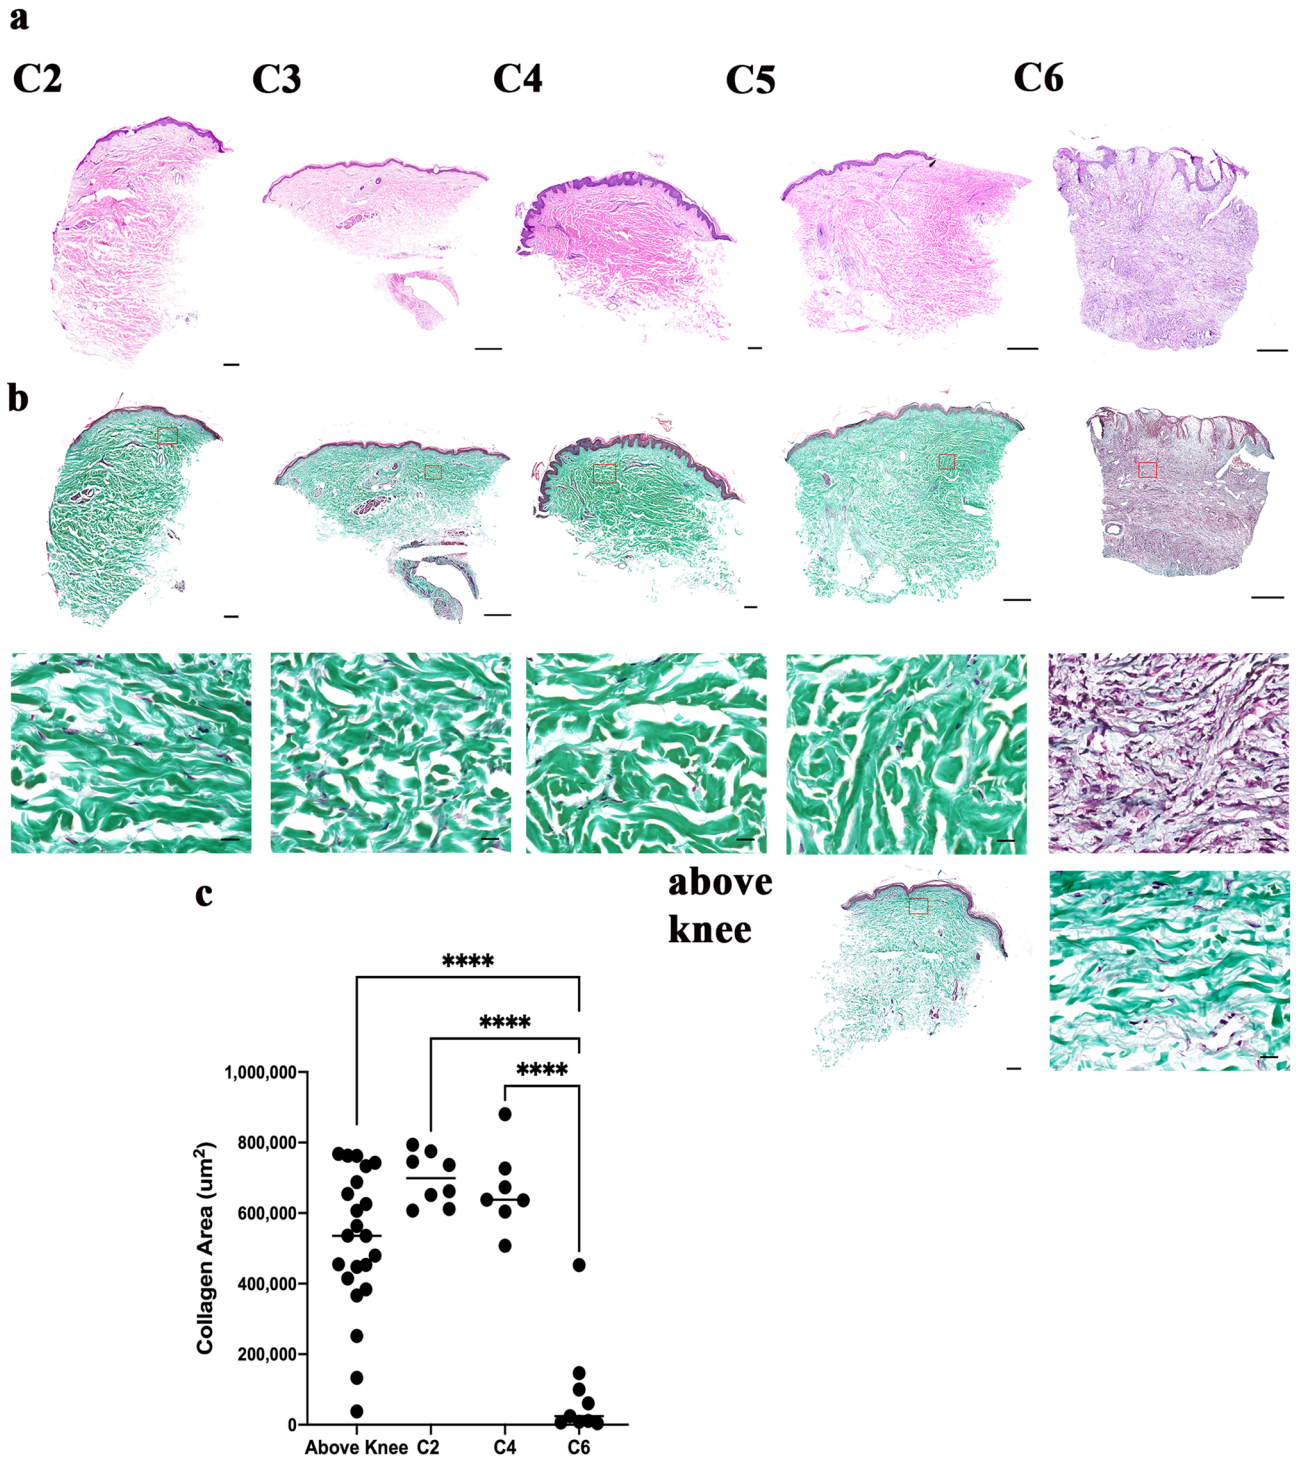 a
C2 C3 C4 C5 C6
b
above
knee
c
****
****
****
1,000,000
800,000
600,000
400,000
200,000
0
Collagen Area (um²)
Above Knee C2 C4 C6